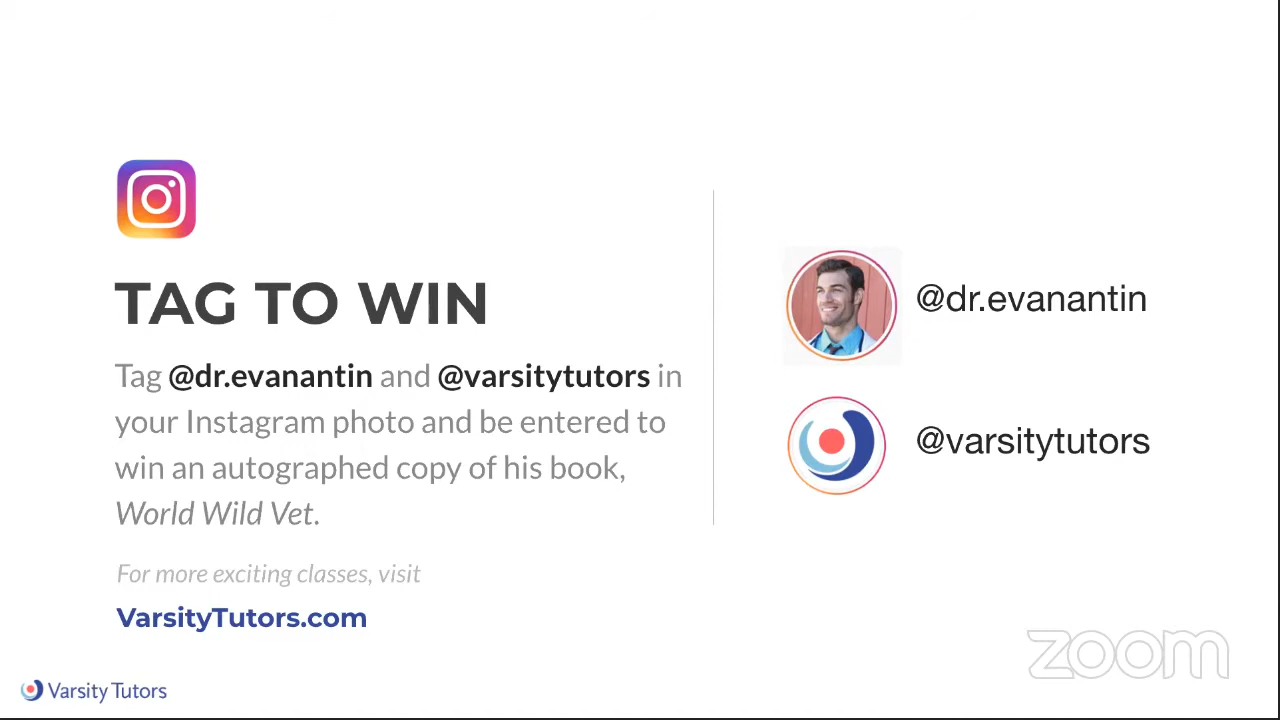 TAG TO WIN
Tag @dr.evanantin and @varsitytutors in
your Instagram photo and be entered to
win an autographed copy of his book,
World Wild Vet.
For more exciting classes, visit
VarsityTutors.com
@dr.evanantin
@varsitytutors
Varsity Tutors
zoom